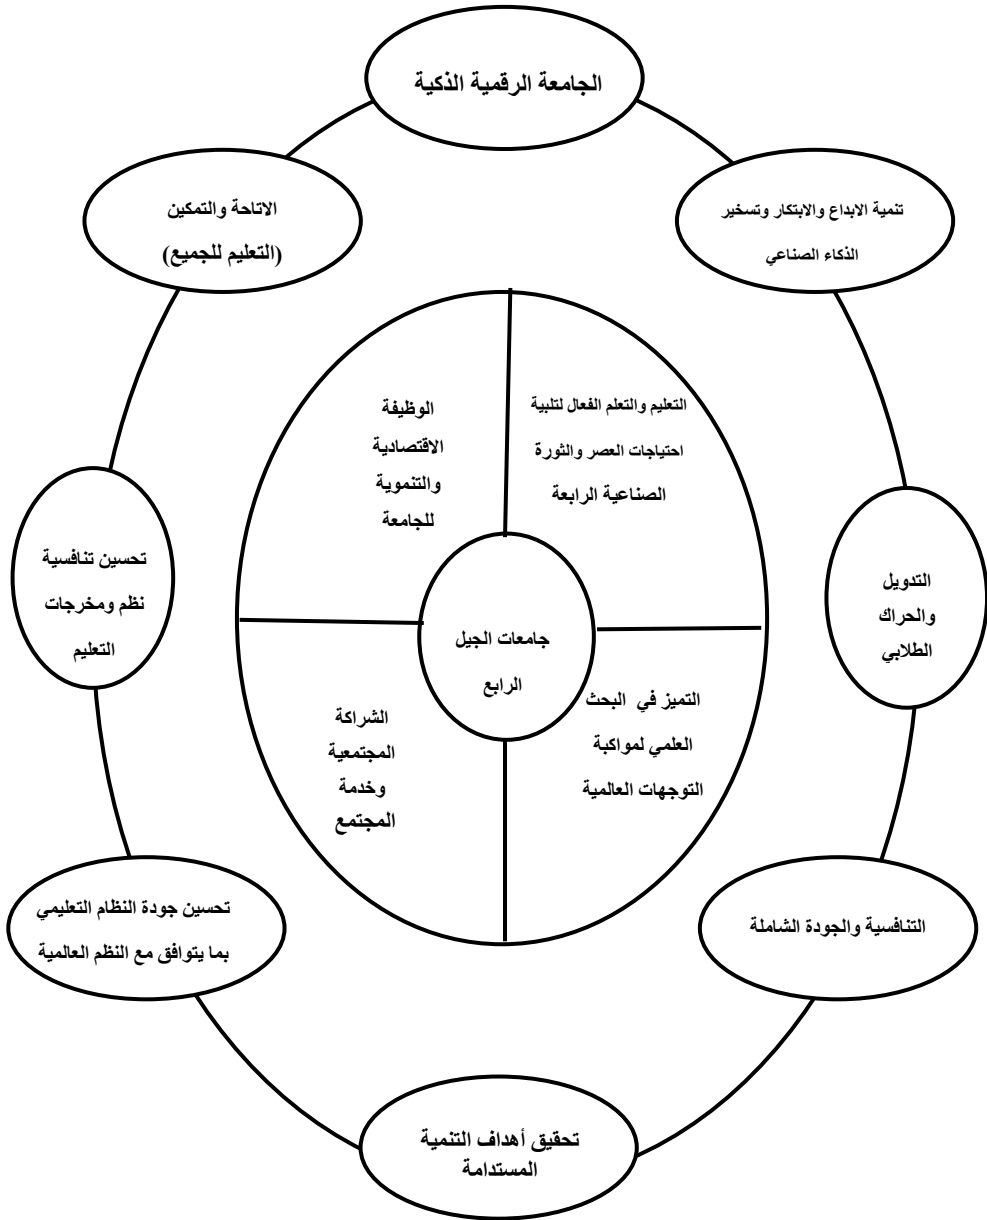 الجامعة الرقمية الذكية
تنمية الابداع والابتكار وتسخير
الذكاء الصناعي
الاتاحة والتمكين
(التعليم للجميع)
التعليم والتعلم الفعال لتلبية
احتياجات العصر والثورة
الصناعية الرابعة
الوظيفة
الاقتصادية
والتنموية
للجامعة
التدويل
والحراك
الطلابي
جامعات الجيل
الرابع
تحسين تنافسية
نظم ومخرجات
التعليم
التميز في البحث
العلمي لمواكبة
التوجهات العالمية
الشراكة
المجتمعية
وخدمة
المجتمع
التنافسية والجودة الشاملة
تحسين جودة النظام التعليمي
بما يتوافق مع النظم العالمية
تحقيق أهداف التنمية
المستدامة